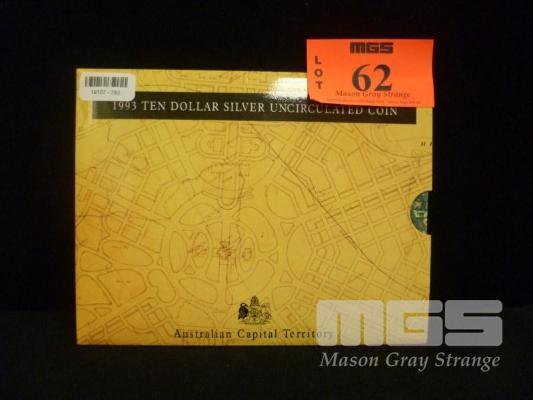 MGS
LOT
62
Mason Gray Strange
1993 TEN DOLLAR SILVER UNCIRCULATED COIN
Australian Capital Territory
MGS
Mason Gray Strange